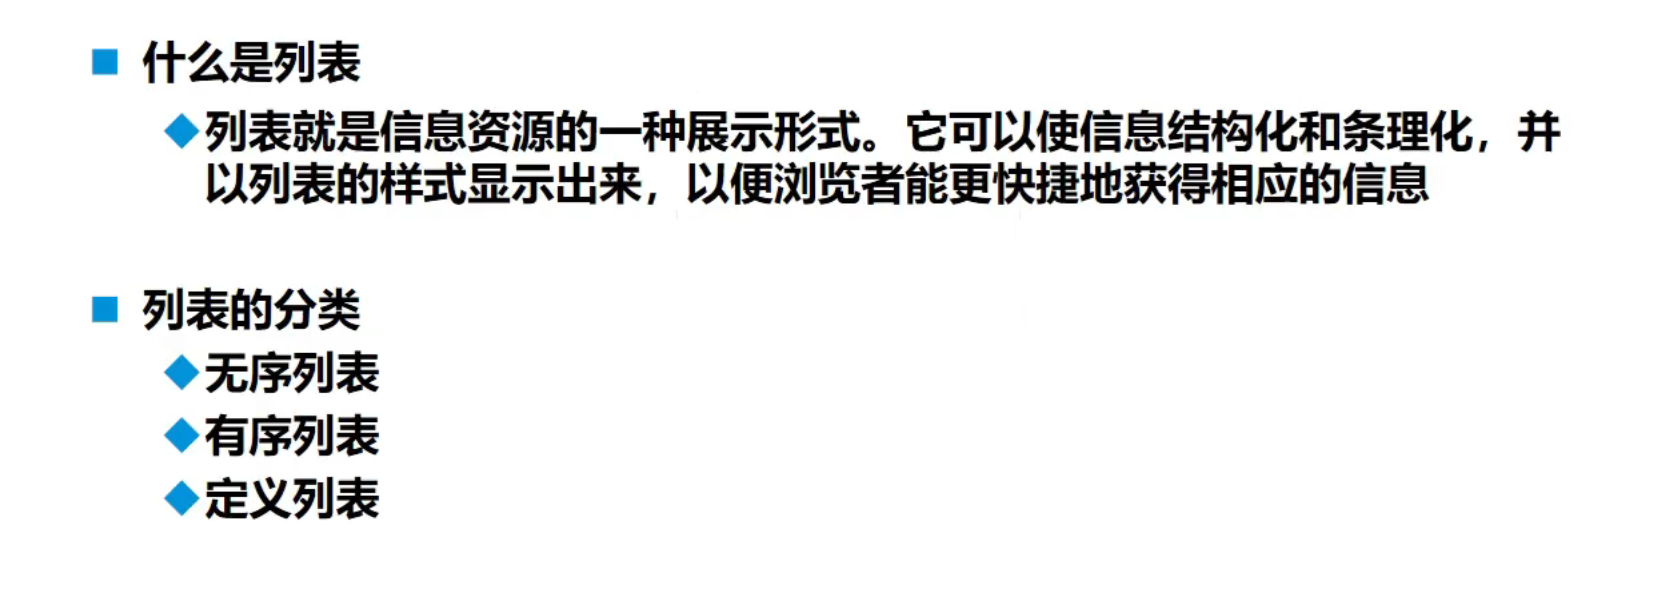 什么是列表
列表就是信息资源的一种展示形式。它可以使信息结构化和条理化，并
以列表的样式显示出来，以便浏览者能更快捷地获得相应的信息
列表的分类
无序列表
有序列表
定义列表